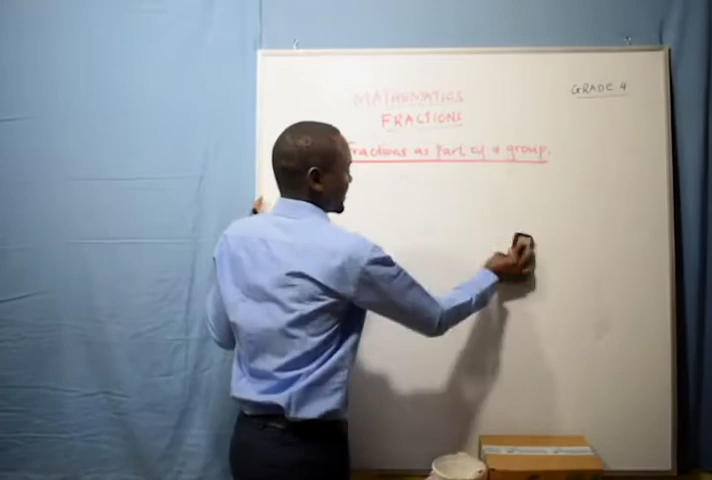 MATHEMATICS
GRADE 4
FRACTIONS
Fractions as part of a group.